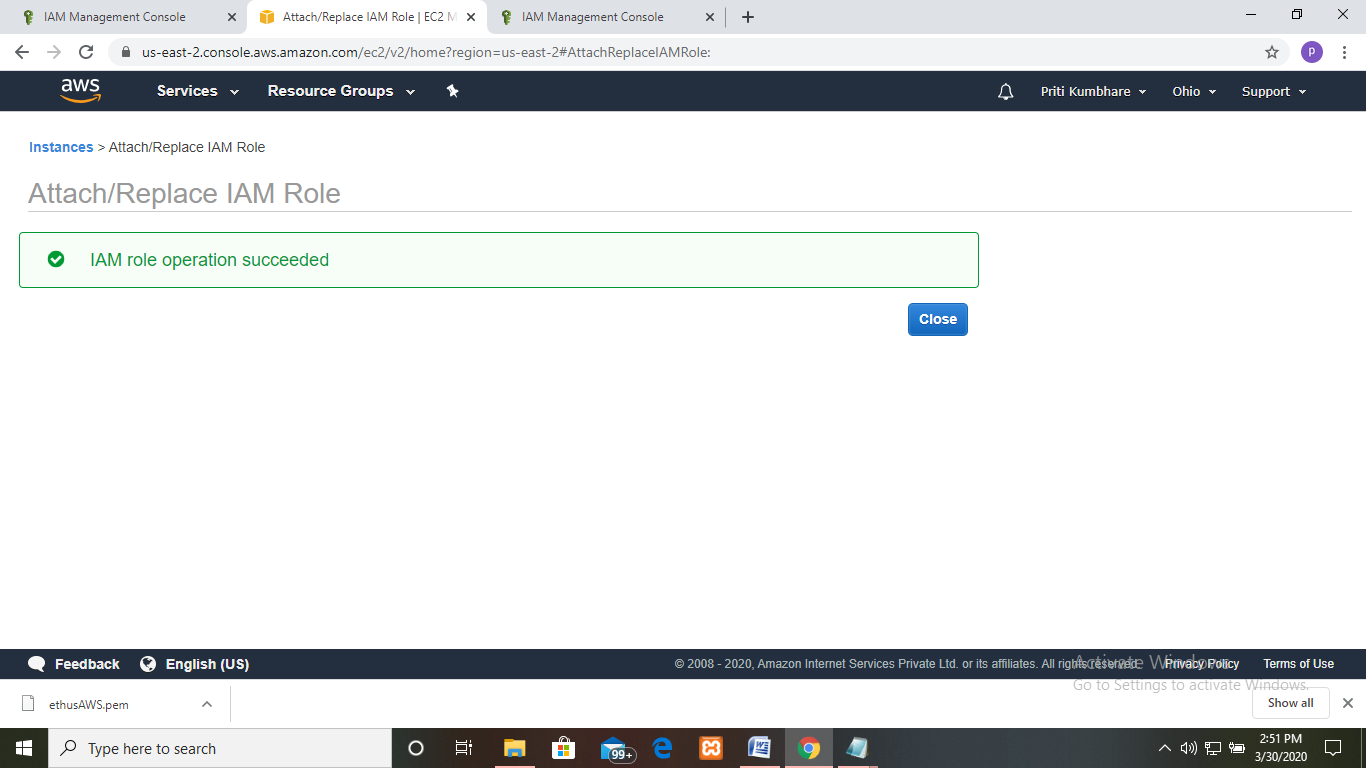 IAM Management Console
Attach/Replace IAM Role | EC2 M
IAM Management Console
us-east-2.console.aws.amazon.com/ec2/v2/home?region=us-east-2#AttachReplaceIAMRole:
P
aws
Services
Resource Groups
Priti Kumbhare
Ohio
Support
Instances > Attach/Replace IAM Role
Attach/Replace IAM Role
IAM role operation succeeded
Close
Feedback
English (US)
© 2008 - 2020, Amazon Internet Services Private Ltd. or its affiliates. All rights reserved.
Privacy Policy
Terms of Use
Activate Windows
Go to Settings to activate Windows.
ethusAWS.pem
Show all
Type here to search
99+
2:51 PM
3/30/2020